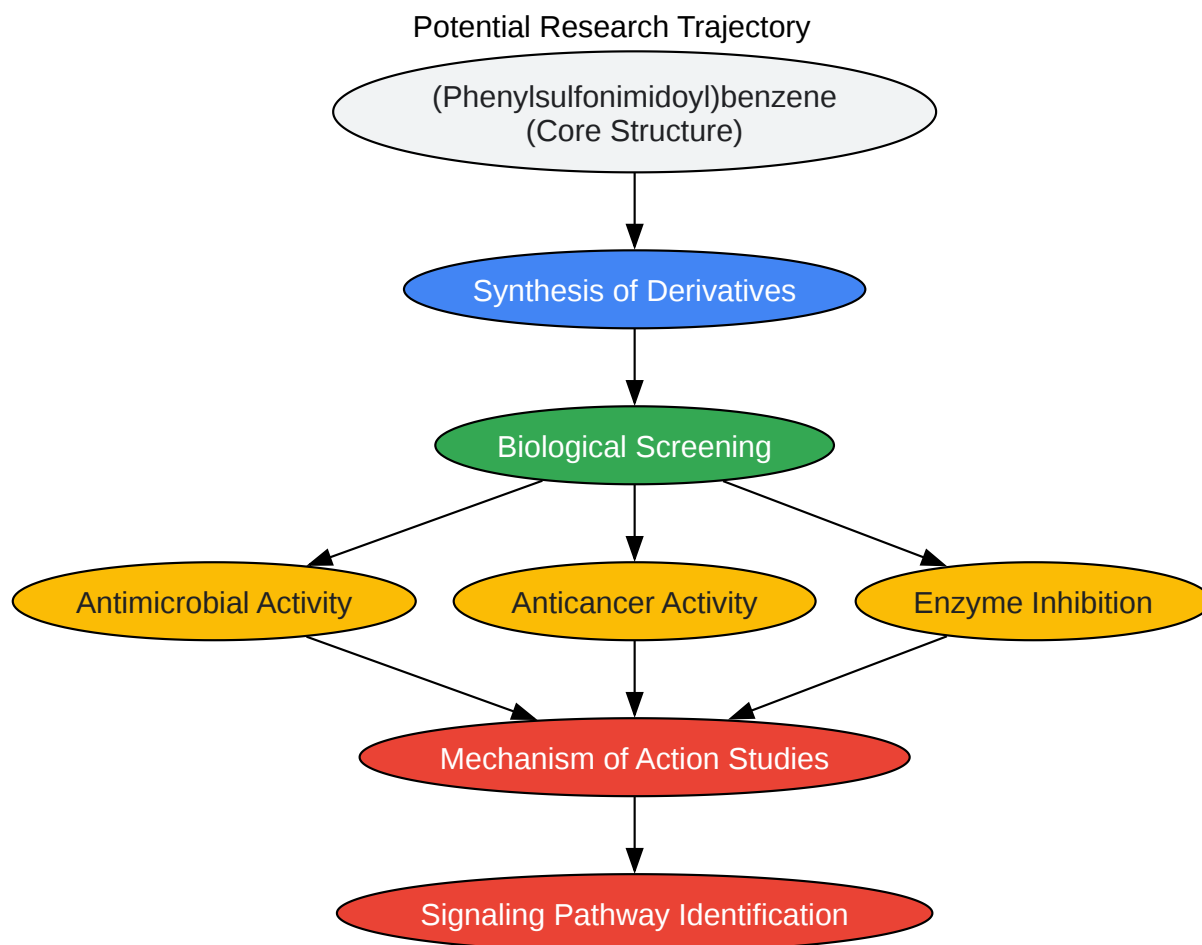 Potential Research Trajectory
(Phenylsulfonimidoyl)benzene
(Core Structure)
Synthesis of Derivatives
Biological Screening
Antimicrobial Activity
Anticancer Activity
Enzyme Inhibition
Mechanism of Action Studies
Signaling Pathway Identification